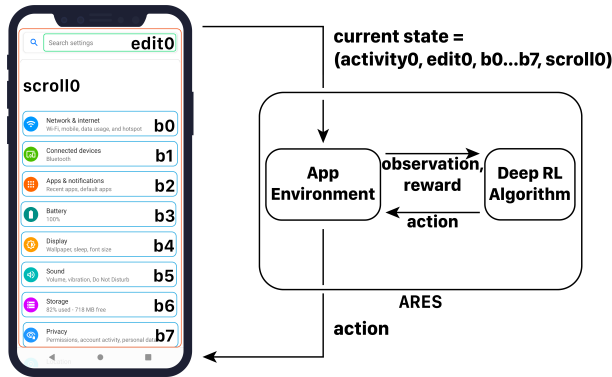 Search settings
edit0
scroll0
Network & internet
Wi-Fi, mobile, data usage, and hotspot
b0
Connected devices
Bluetooth
b1
Apps & notifications
Recent apps, default apps
b2
Battery
100%
b3
Display
Wallpaper, sleep, font size
b4
Sound
Volume, vibration, Do Not Disturb
b5
Storage
82% used - 718 MB free
b6
Privacy
Permissions, account activity, personal data
b7
current state =
(activity0, edit0, b0...b7, scroll0)
App
Environment
observation,
reward
action
Deep RL
Algorithm
ARES
action